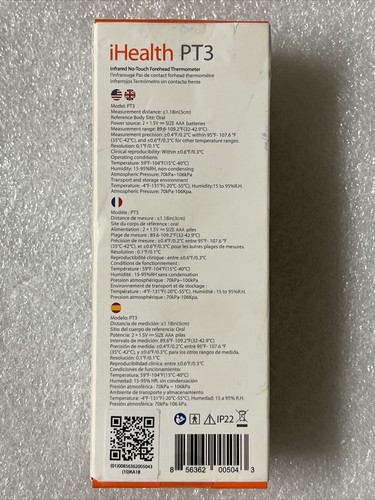 iHealth PT3
Infrared No-Touch Forehead Thermometer
l'infrarouge Pas de contact forhead thermomètre
Infrarrojos Termómetros sin contacto frente
Model: PT3
Measurement distance: ≤1.18in(3cm)
Reference Body Site: Oral
Power source: 2 × 1.5V ⎓ SIZE AAA batteries
Measurement range: 89.6-109.2°F(32-42.9°C)
Measurement precision: ±0.4°F/0.2°C within 95°F- 107.6 °F
(35°C-42°C), and ±0.6°F/0.3°C for other temperature ranges
Resolution: 0.1°F/°C
Clinical reproducibility: Within ±0.6°F/0.3°C
Operating conditions
Temperature: 59°F-104°F(15°C-40°C)
Humidity: 15-95%RH, non-condensing
Atmospheric Pressure: 70kPa~ 106kPa
Transport and storage environment
Temperature: -4°F-131°F(-20°C-55°C), Humidity:15 to 95%R.H.
Atmospheric Pressure: 70kPa-106Kpa.
Modèle : PT3
Distance de mesure : ≤1.18in(3cm)
Site du corps de référence : oral
Alimentation : 2 × 1.5V ⎓ SIZE AAA piles
Plage de mesure : 89.6-109.2°F(32-42.9°C)
Précision de mesure : ±0.4°F/0.2°C entre 95°F- 107.6 °F
(35°C-42°C), et ±0.6°F/0.3°C pour les autres plages de mesures.
Résolution : 0.1°F/°C
Reproductibilité clinique : entre ±0.6°F/0.3°C
Conditions de fonctionnement :
Température : 59°F-104°F(15°C-40°C)
Humidité : 15-95%RH sans condensation
Pression atmosphérique : 70kPa~106kPa
Environnement de transport et de stockage :
Température : -4°F-131°F(-20°C-55°C), Humidité : 15 to 95%R.H.
Pression atmosphérique : 70kPa-106Kpa
Modelo: PT3
Distancia de medición: ≤1.18in(3cm)
Sitio del cuerpo de referencia: Oral
Potencia: 2 × 1.5V ⎓ SIZE AAA pilas
Intervalo de medición: 89.6F-109.2°F(32-42.9°C)
Precisión de medida: ±0.4°F/0.2°C entre 95°F- 107.6 °F
(35°C-42°C), y ±0.6°F/0.3°C para los otros rangos de medida.
Resolución: 0.1°F/°C
Reproducibilidad clínica: entre ±0.6°F/0.3°C
Condiciones de funcionamiento:
Temperatura: 59°F-104°F(15°C-40°C)
Humedad: 15-95% HR, sin condensación
Presión atmosférica: 70kPa ~ 106kPa
Ambiente de transporte y almacenamiento:
Temperatura: -4°F-131°F(-20°C-55°C), Humedad: 15 a 95% R.H.
Presión atmosférica: 70kPa-106 kPa.
IP22
(01)00856362005043
(10)KA18
8 56362 00504 3